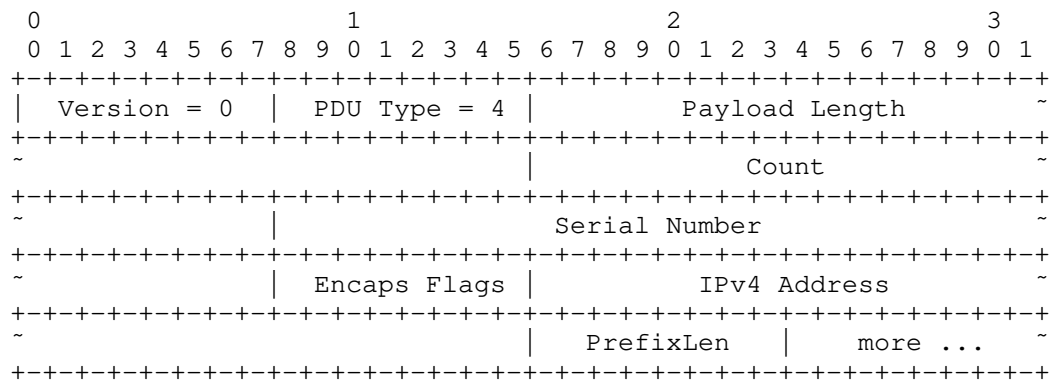 0                   1                   2                   3
0 1 2 3 4 5 6 7 8 9 0 1 2 3 4 5 6 7 8 9 0 1 2 3 4 5 6 7 8 9 0 1
+-+-+-+-+-+-+-+-+-+-+-+-+-+-+-+-+-+-+-+-+-+-+-+-+-+-+-+-+-+-+-+-+
|  Version = 0  |  PDU Type = 4 |         Payload Length        ~
+-+-+-+-+-+-+-+-+-+-+-+-+-+-+-+-+-+-+-+-+-+-+-+-+-+-+-+-+-+-+-+-+
~                               |             Count             ~
+-+-+-+-+-+-+-+-+-+-+-+-+-+-+-+-+-+-+-+-+-+-+-+-+-+-+-+-+-+-+-+-+
~               |                 Serial Number                 ~
+-+-+-+-+-+-+-+-+-+-+-+-+-+-+-+-+-+-+-+-+-+-+-+-+-+-+-+-+-+-+-+-+
~               |  Encaps Flags |          IPv4 Address         ~
+-+-+-+-+-+-+-+-+-+-+-+-+-+-+-+-+-+-+-+-+-+-+-+-+-+-+-+-+-+-+-+-+
~                               |   PrefixLen   |    more ...   ~
+-+-+-+-+-+-+-+-+-+-+-+-+-+-+-+-+-+-+-+-+-+-+-+-+-+-+-+-+-+-+-+-+